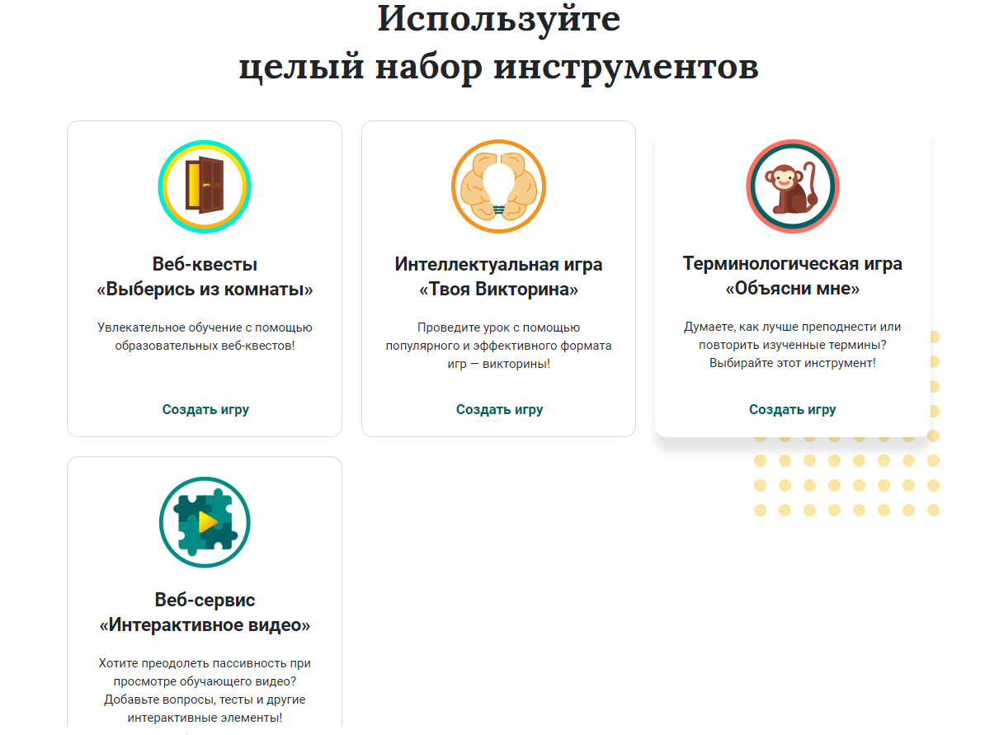 Используйте
целый набор инструментов
Веб-квесты
«Выберись из комнаты»
Увлекательное обучение с помощью
образовательных веб-квестов!
Создать игру
Интеллектуальная игра
«Твоя Викторина»
Проведите урок с помощью
популярного и эффективного формата
игр — викторины!
Создать игру
Терминологическая игра
«Объясни мне»
Думаете, как лучше преподнести или
повторить изученные термины?
Выбирайте этот инструмент!
Создать игру
Веб-сервис
«Интерактивное видео»
Хотите преодолеть пассивность при
просмотре обучающего видео?
Добавьте вопросы, тесты и другие
интерактивные элементы!